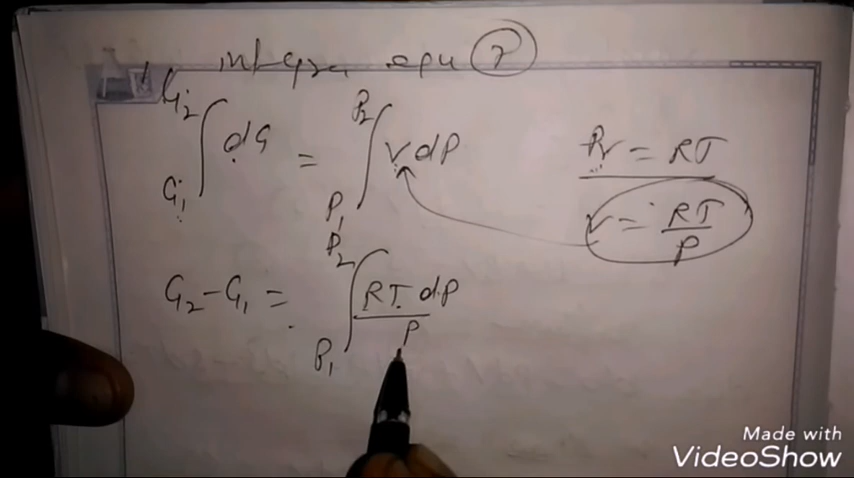 integra equ (7)
∫_{G₁}^{G₂} dG = ∫_{P₁}^{P₂} V dP
PV = RT
V = RT/P
G₂ - G₁ = ∫_{P₁}^{P₂} RT dP / P
Made with
VideoShow